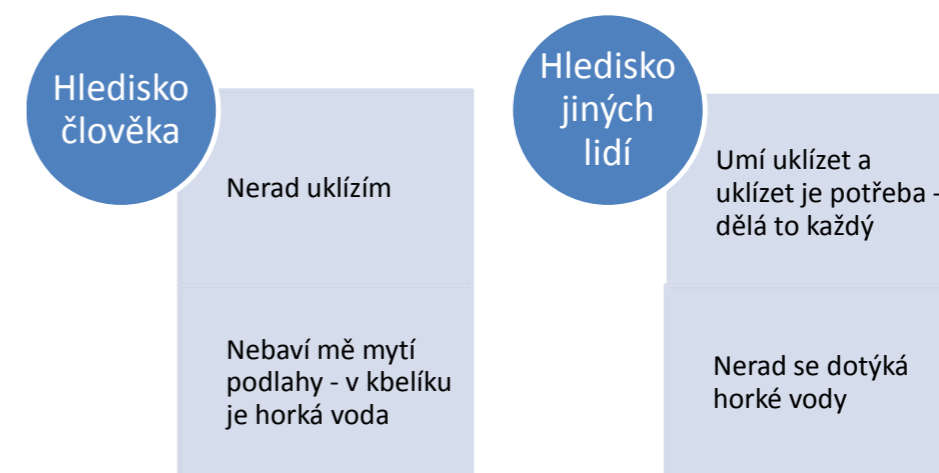 Hledisko
člověka
Nerad uklízím
Nebaví mě mytí
podlahy - v kbelíku
je horká voda
Hledisko
jiných
lidí
Umí uklízet a
uklízet je potřeba -
dělá to každý
Nerad se dotýká
horké vody